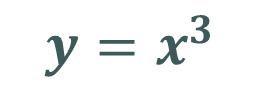 y = x³